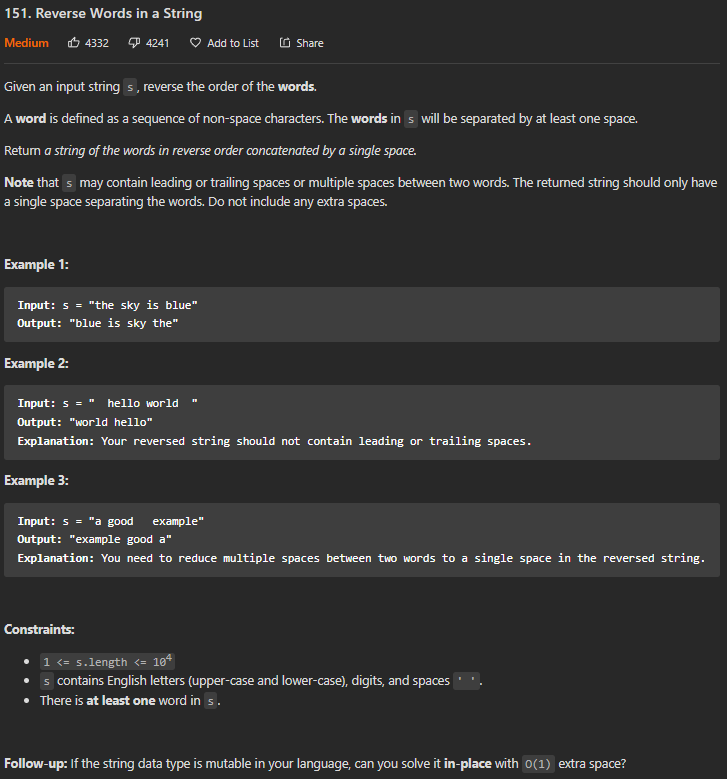 151. Reverse Words in a String
Medium 4332 4241 Add to List Share
Given an input string s, reverse the order of the words.
A word is defined as a sequence of non-space characters. The words in s will be separated by at least one space.
Return a string of the words in reverse order concatenated by a single space.
Note that s may contain leading or trailing spaces or multiple spaces between two words. The returned string should only have
a single space separating the words. Do not include any extra spaces.
Example 1:
Input: s = "the sky is blue"
Output: "blue is sky the"
Example 2:
Input: s = "  hello world  "
Output: "world hello"
Explanation: Your reversed string should not contain leading or trailing spaces.
Example 3:
Input: s = "a good   example"
Output: "example good a"
Explanation: You need to reduce multiple spaces between two words to a single space in the reversed string.
Constraints:
• 1 <= s.length <= 10⁴
• s contains English letters (upper-case and lower-case), digits, and spaces ' '.
• There is at least one word in s.
Follow-up: If the string data type is mutable in your language, can you solve it in-place with O(1) extra space?